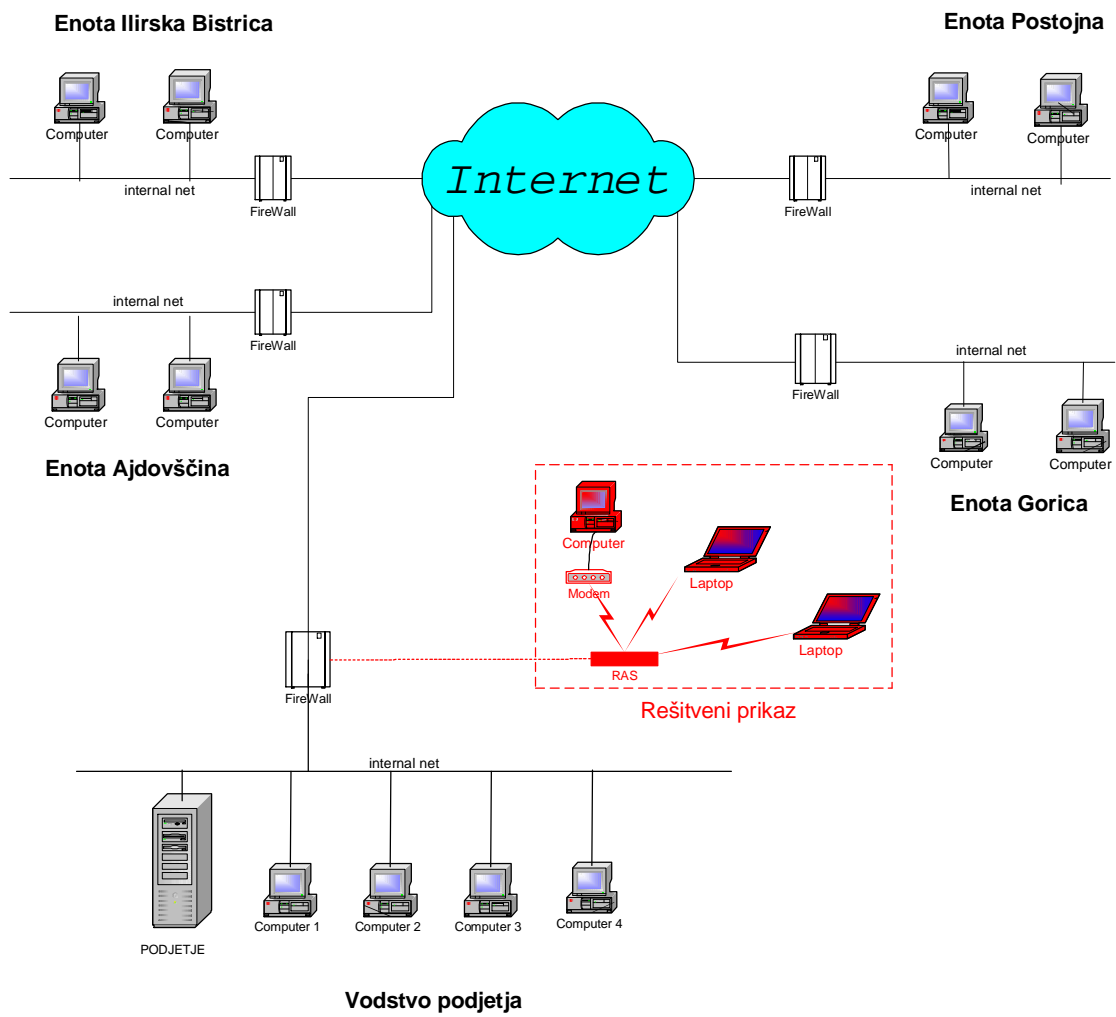 Enota Ilirska Bistrica
Enota Postojna
Computer
Computer
Computer
Computer
internal net
FireWall
Internet
FireWall
internal net
internal net
FireWall
Computer
Computer
Enota Ajdovščina
internal net
FireWall
Computer
Computer
Enota Gorica
Computer
Modem
Laptop
Laptop
RAS
Rešitveni prikaz
FireWall
internal net
PODJETJE
Computer 1
Computer 2
Computer 3
Computer 4
Vodstvo podjetja